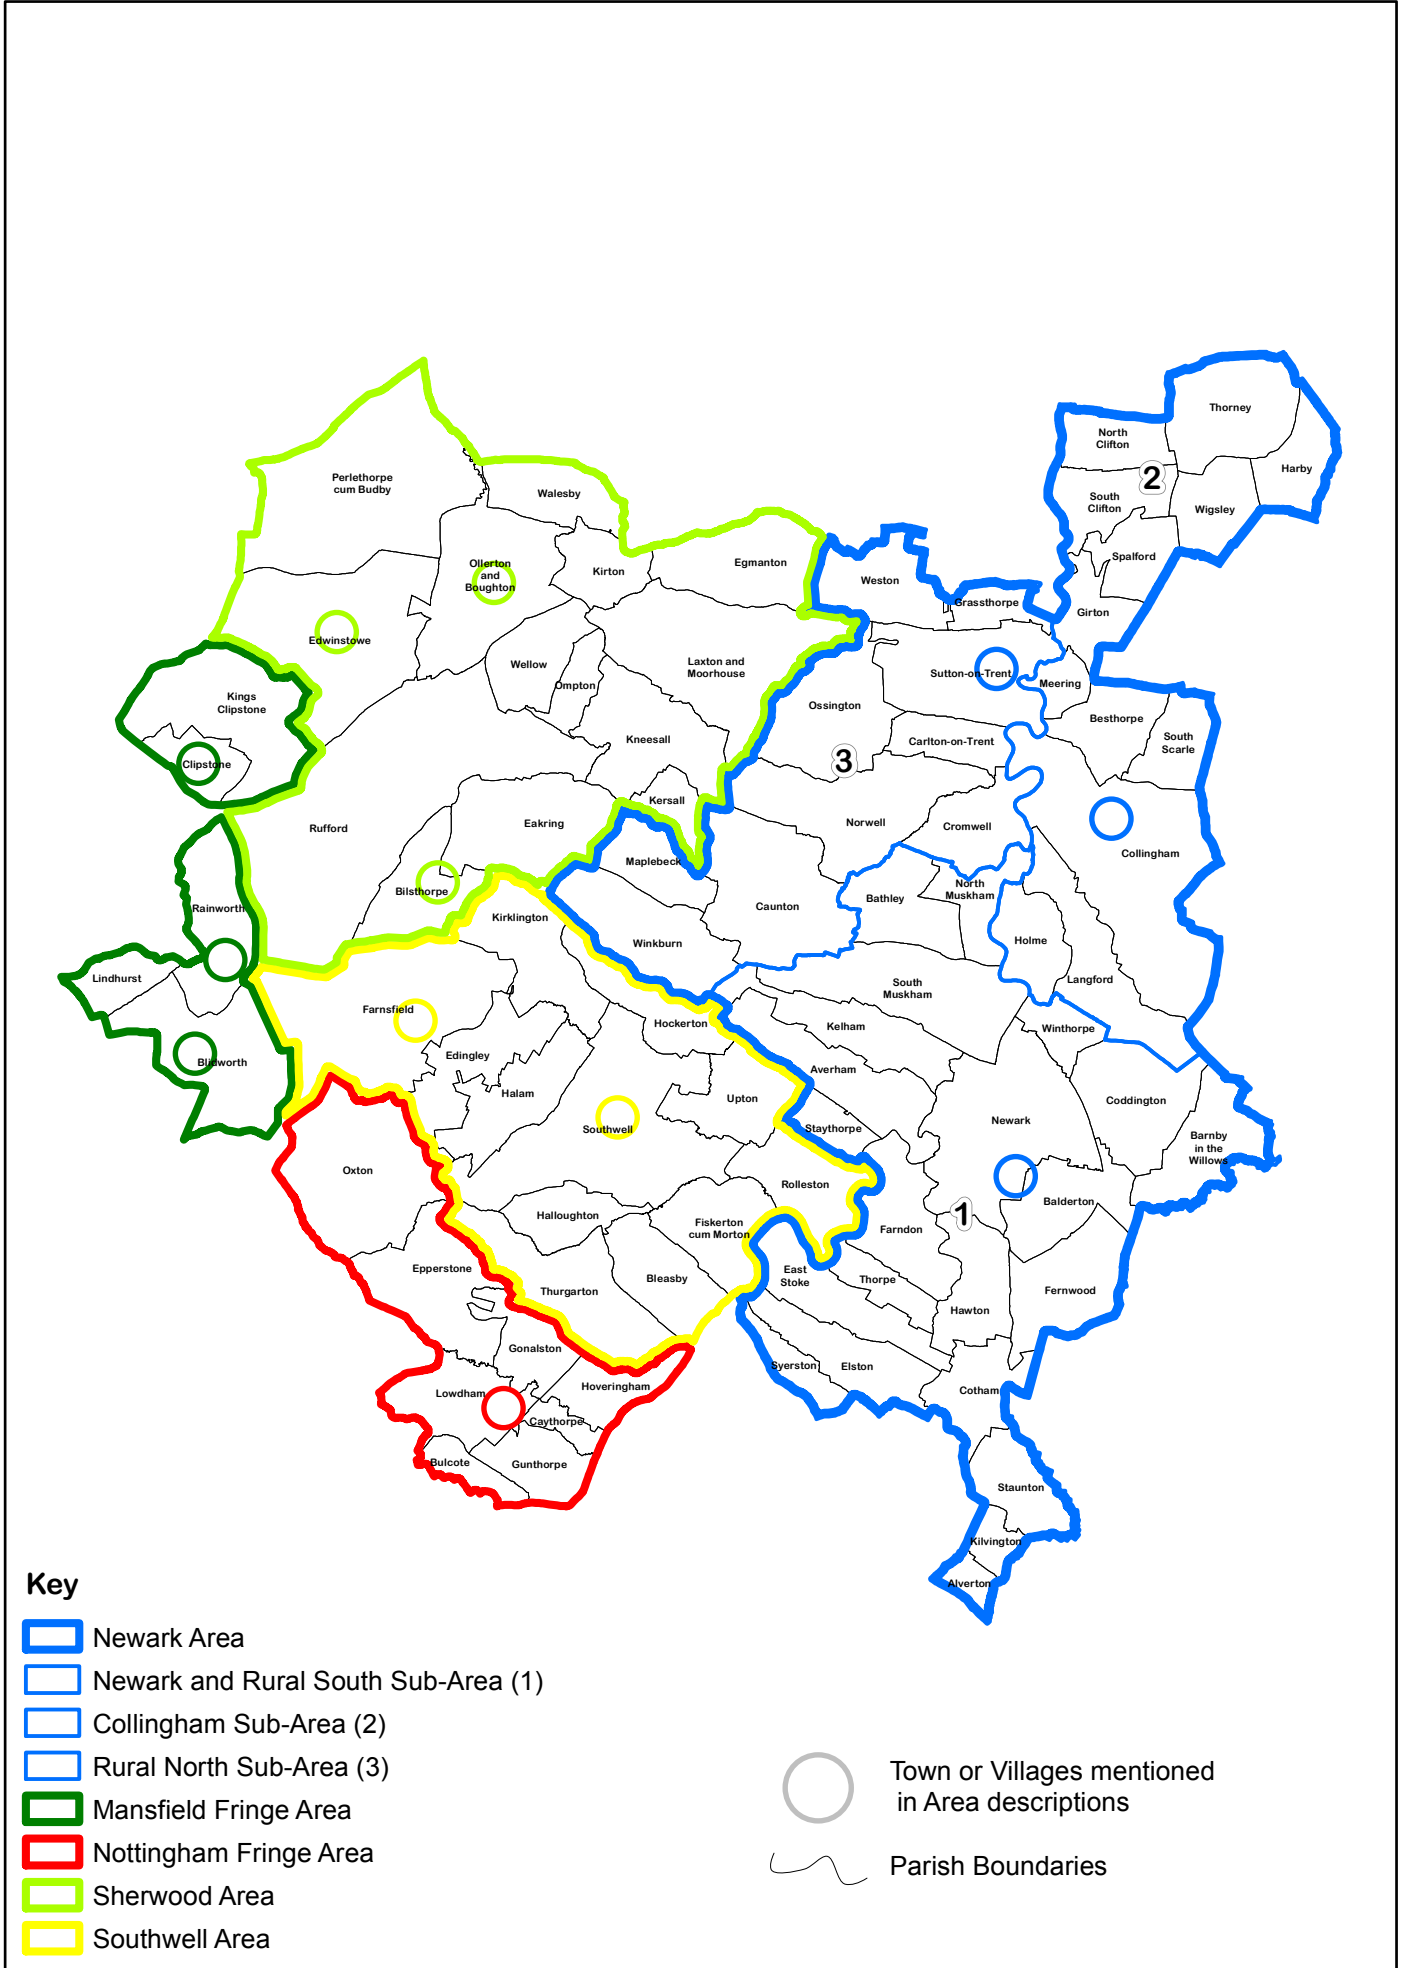 Thorney
North
Clifton
Harby
2
Perlethorpe
cum Budby
Walesby
South
Clifton
Wigsley
Spalford
Egmanton
Ollerton
and
Boughton
Kirton
Weston
Grassthorpe
Girton
Edwinstowe
Wellow
Laxton and
Moorhouse
Sutton-on-Trent
Meering
Ompton
Kings
Clipstone
Ossington
Besthorpe
South
Scarle
Kneesall
Carlton-on-Trent
Clipstone
3
Kersall
Rufford
Eakring
Norwell
Cromwell
Collingham
Maplebeck
Bilsthorpe
North
Muskham
Bathley
Rainworth
Kirklington
Caunton
Winkburn
Holme
Lindhurst
Langford
South
Muskham
Farnsfield
Hockerton
Kelham
Winthorpe
Edingley
Blidworth
Averham
Halam
Upton
Coddington
Southwell
Staythorpe
Newark
Barnby
in the
Willows
Oxton
Rolleston
Balderton
Halloughton
Fiskerton
cum Morton
1
Farndon
Epperstone
Bleasby
East
Stoke
Thorpe
Thurgarton
Fernwood
Hawton
Gonalston
Syerston
Elston
Hoveringham
Lowdham
Cotham
Caythorpe
Bulcote
Gunthorpe
Staunton
Kilvington
Alverton
Key
Newark Area
Newark and Rural South Sub-Area (1)
Collingham Sub-Area (2)
Rural North Sub-Area (3)
Mansfield Fringe Area
Nottingham Fringe Area
Sherwood Area
Southwell Area
Town or Villages mentioned
in Area descriptions
Parish Boundaries